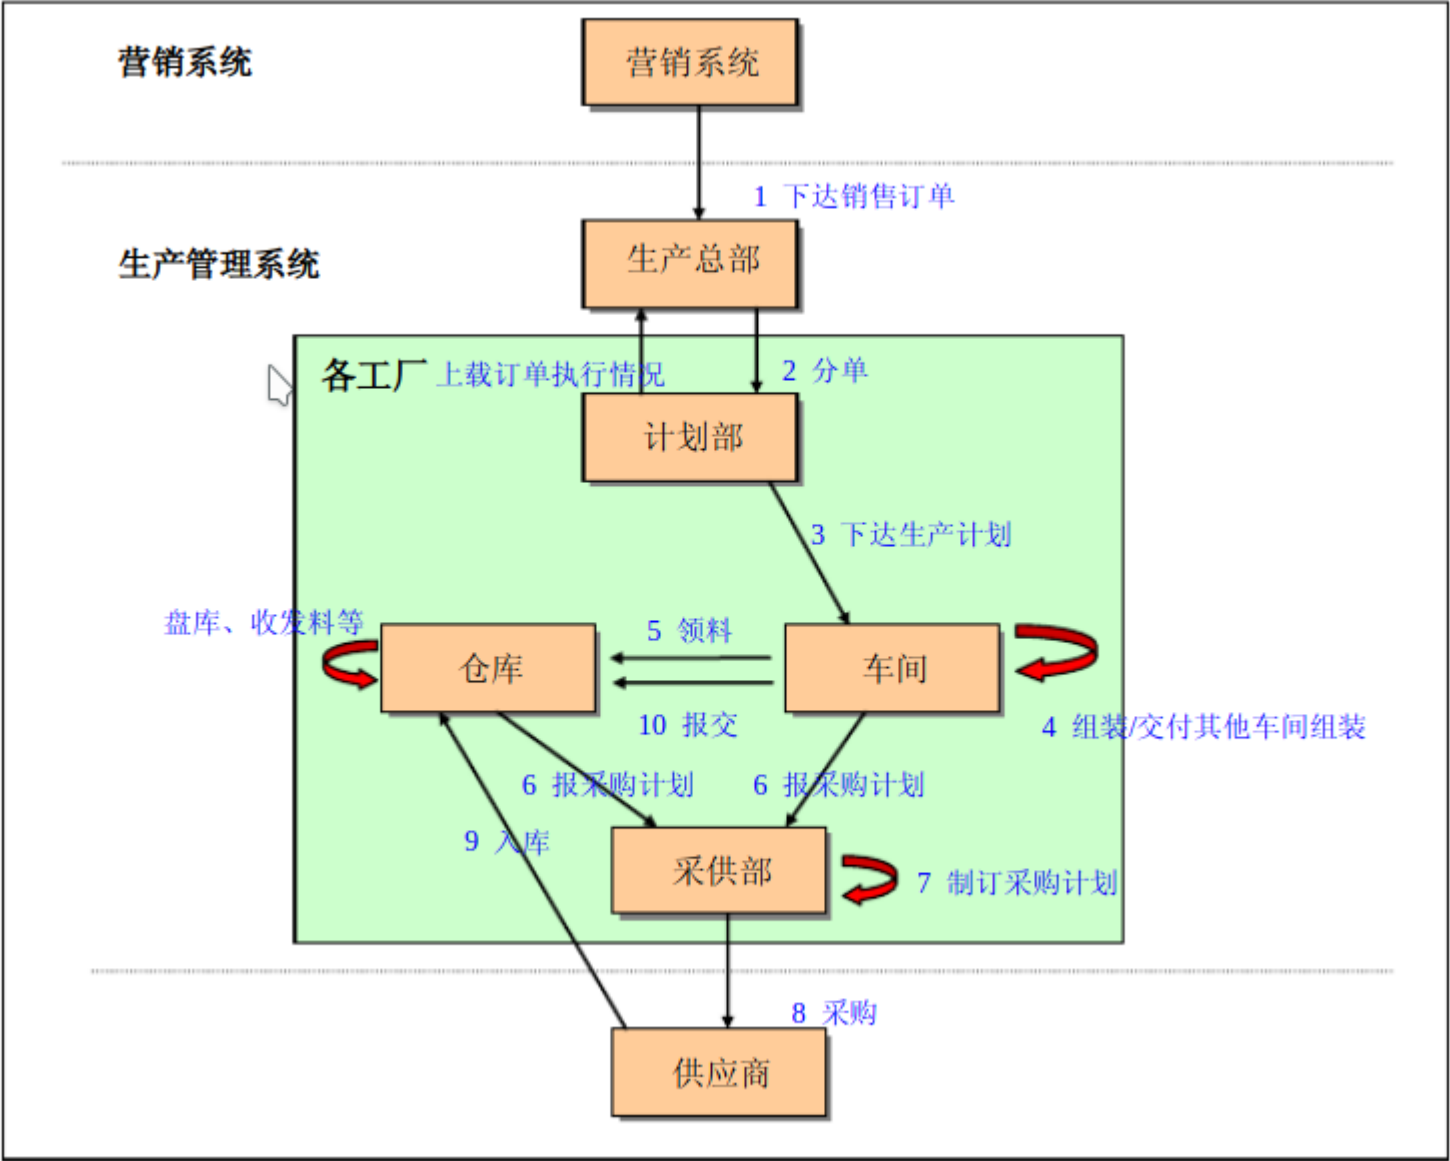 营销系统
营销系统
1 下达销售订单
生产管理系统
生产总部
各工厂
上载订单执行情况
2 分单
计划部
3 下达生产计划
盘库、收发料等
5 领料
仓库
车间
10 报交
4 组装/交付其他车间组装
6 报采购计划
6 报采购计划
9 入库
采供部
7 制订采购计划
8 采购
供应商